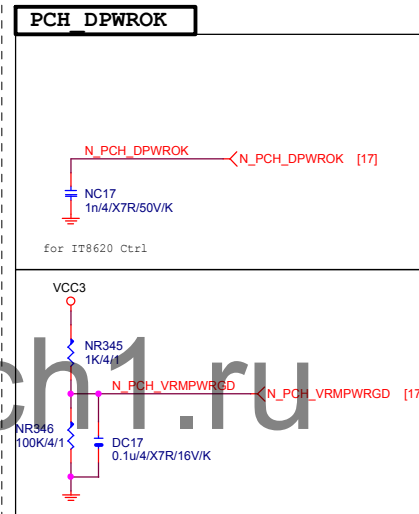 PCH_DPWROK
N_PCH_DPWROK
N_PCH_DPWROK [17]
NC17
1n/4/X7R/50V/K
for IT8620 Ctrl
VCC3
NR345
1K/4/1
ch1.ru
N_PCH_VRMPWRGD
N_PCH_VRMPWRGD [17
NR346
100K/4/1
DC17
0.1u/4/X7R/16V/K